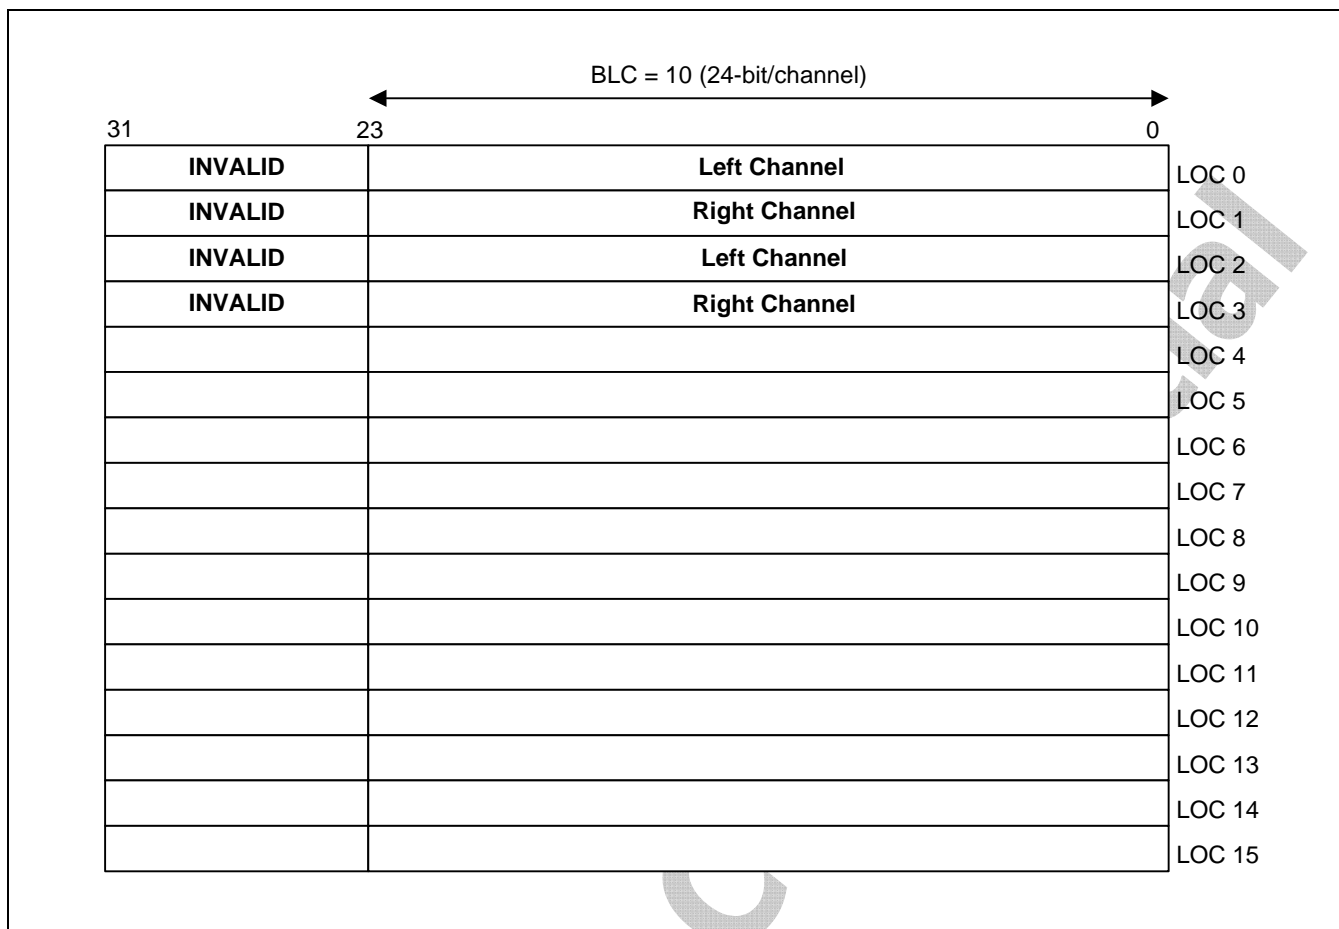 BLC = 10 (24-bit/channel)
31 23 0
INVALID Left Channel LOC 0
INVALID Right Channel LOC 1
INVALID Left Channel LOC 2
INVALID Right Channel LOC 3
LOC 4
LOC 5
LOC 6
LOC 7
LOC 8
LOC 9
LOC 10
LOC 11
LOC 12
LOC 13
LOC 14
LOC 15